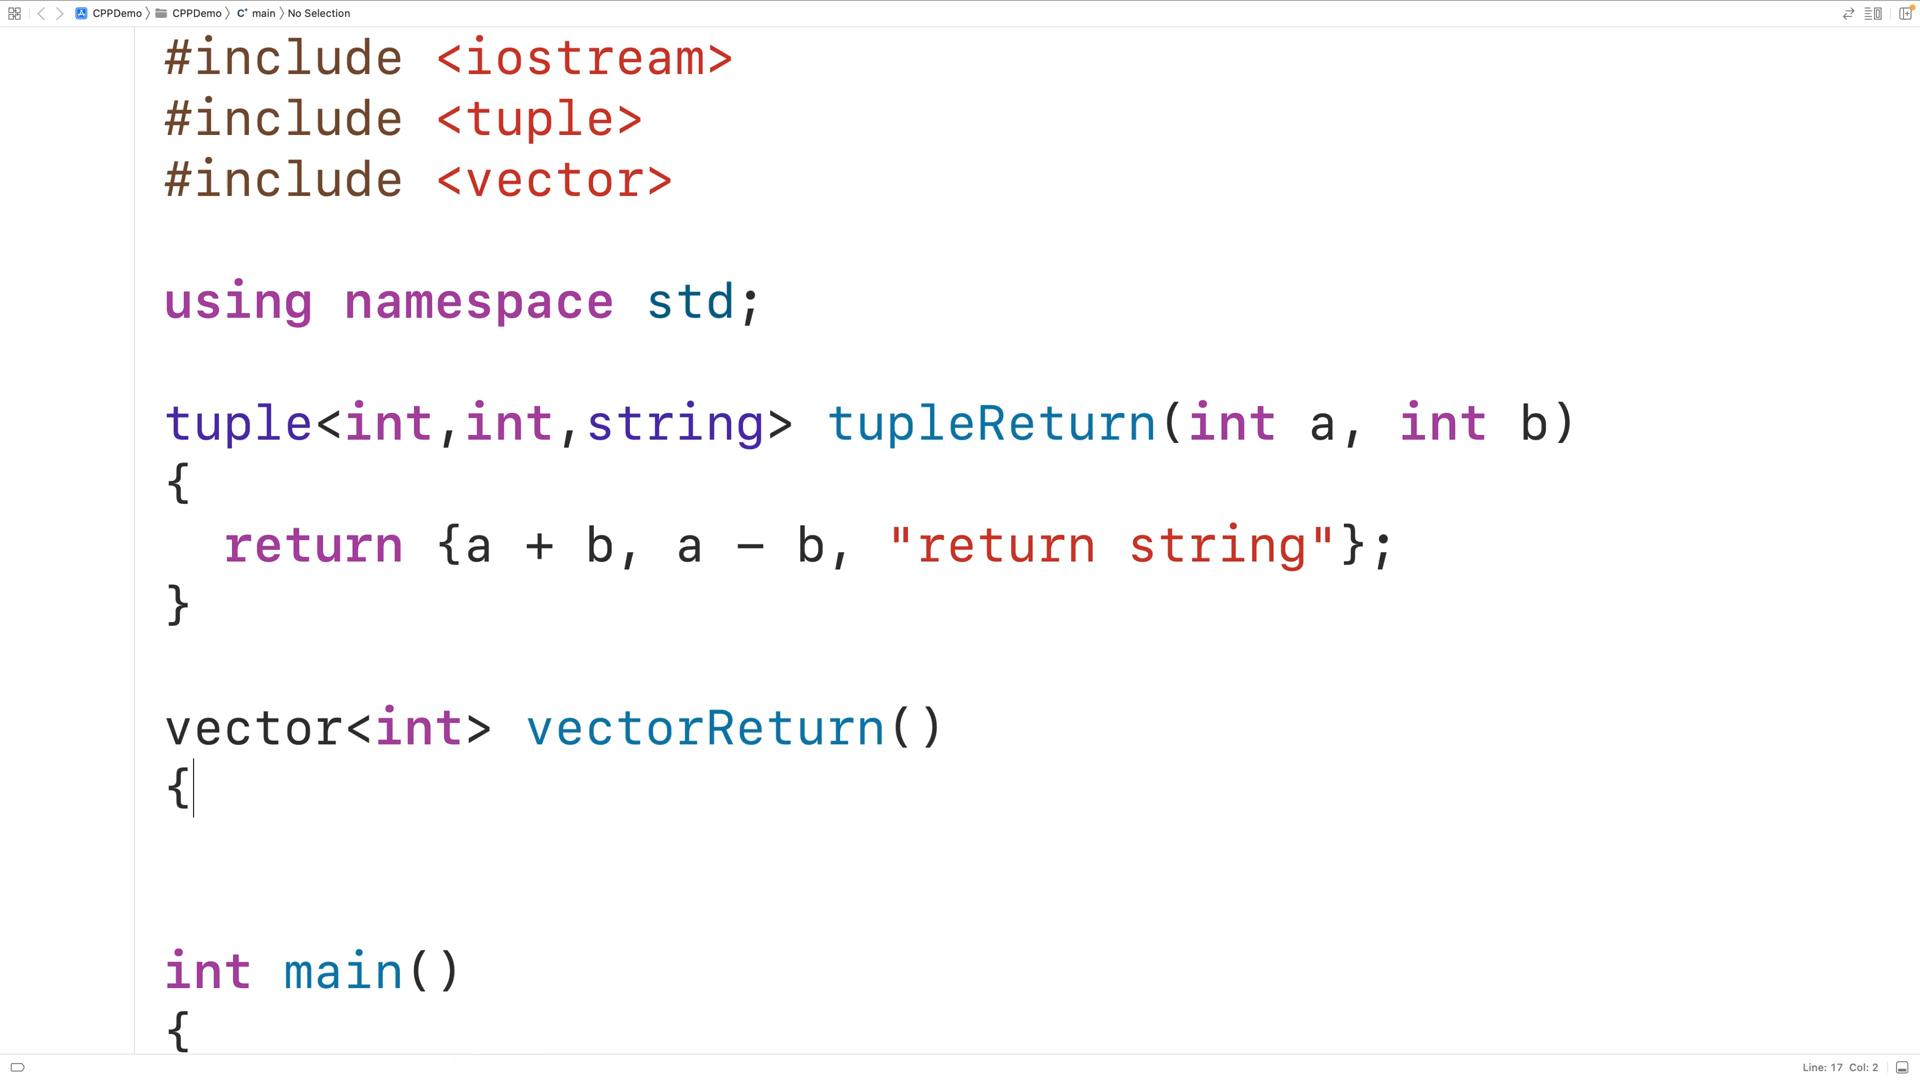 CPPDemo 〉 CPPDemo 〉 C⁺ main 〉 No Selection
#include <iostream>
#include <tuple>
#include <vector>
using namespace std;
tuple<int,int,string> tupleReturn(int a, int b)
{
return {a + b, a - b, "return string"};
}
vector<int> vectorReturn()
{
int main()
{
Line: 17 Col: 2